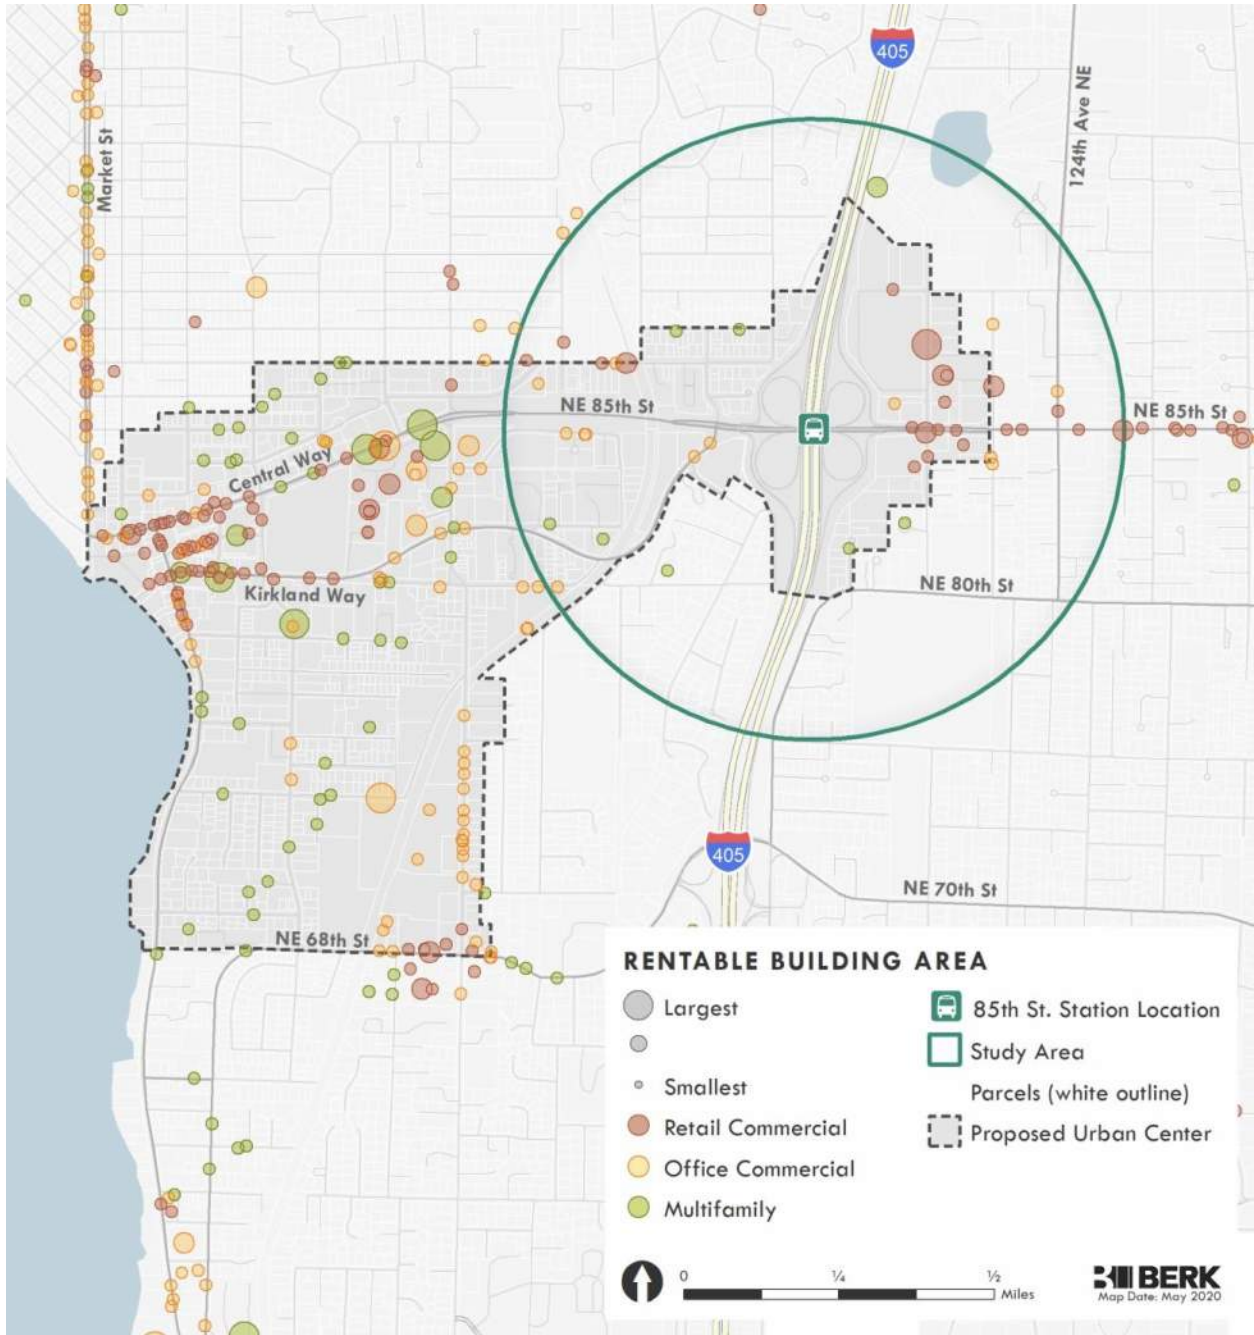 405
124th Ave NE
Market St
NE 85th St
NE 85th St
Central Way
Kirkland Way
NE 80th St
405
NE 70th St
NE 68th St
RENTABLE BUILDING AREA
Largest
Smallest
Retail Commercial
Office Commercial
Multifamily
85th St. Station Location
Study Area
Parcels (white outline)
Proposed Urban Center
0 ¼ ½
Miles
BERK
Map Date: May 2020